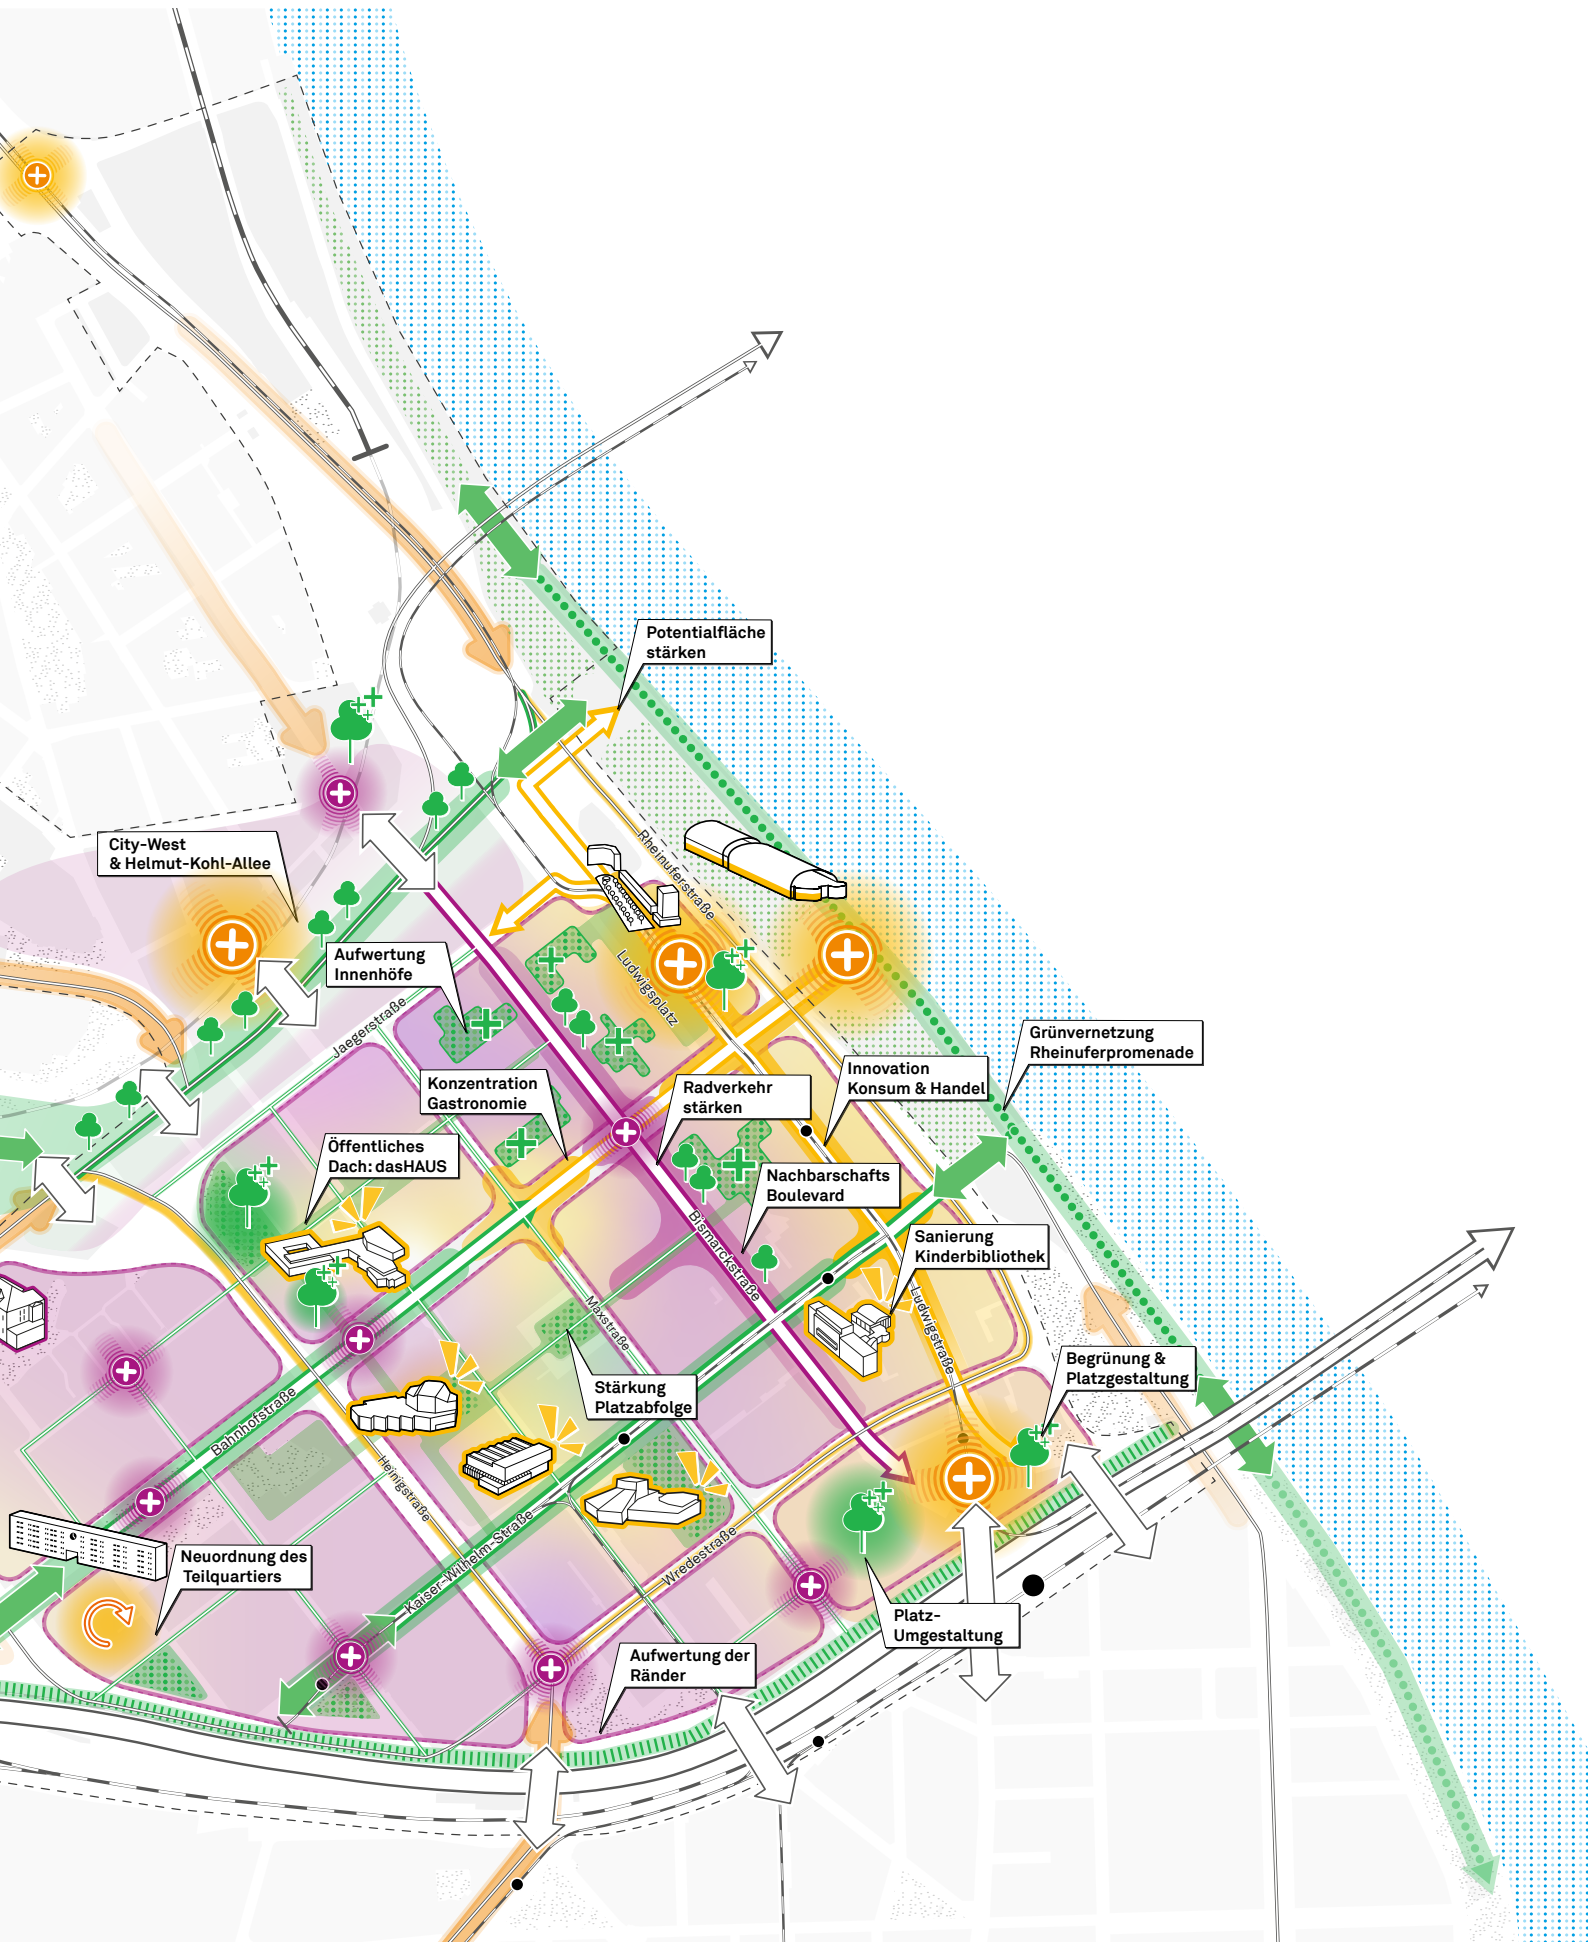 Potentialfläche
stärken
City-West
& Helmut-Kohl-Allee
Rheinuferstraße
Aufwertung
Innenhöfe
Ludwigsplatz
Jaegerstraße
Grünvernetzung
Rheinuferpromenade
Innovation
Konsum & Handel
Konzentration
Gastronomie
Radverkehr
stärken
Öffentliches
Dach: dasHAUS
Nachbarschafts
Boulevard
Bismarckstraße
Sanierung
Kinderbibliothek
Ludwigstraße
Maxstraße
Begrünung &
Platzgestaltung
Stärkung
Platzabfolge
Bahnhofstraße
Heinigstraße
Kaiser-Wilhelm-Straße
Wredestraße
Neuordnung des
Teilquartiers
Platz-
Umgestaltung
Aufwertung der
Ränder